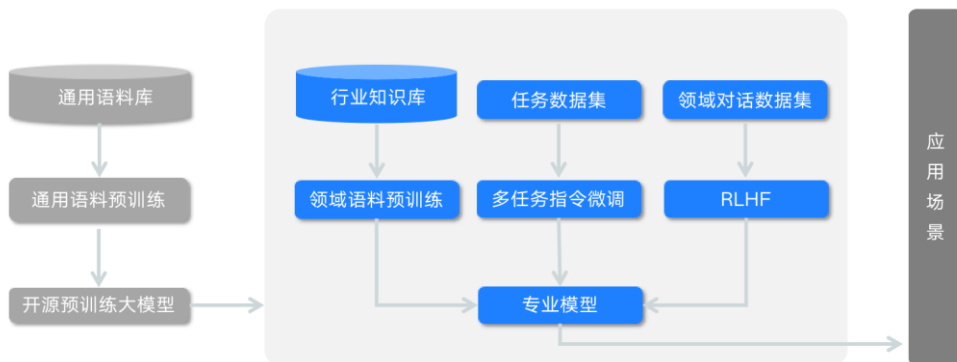 通用语料库
行业知识库
任务数据集
领域对话数据集
通用语料预训练
领域语料预训练
多任务指令微调
RLHF
开源预训练大模型
专业模型
应用场景